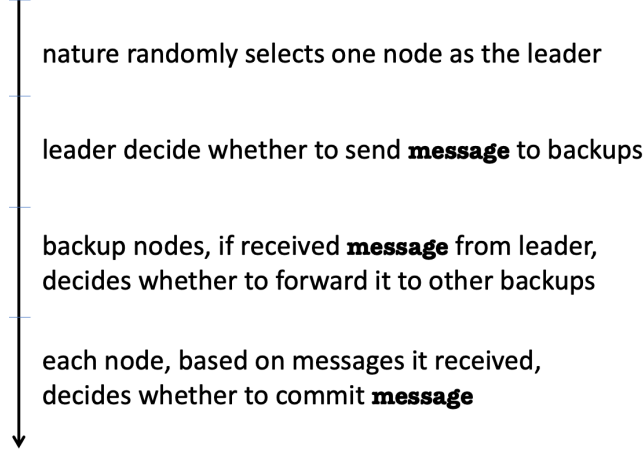 nature randomly selects one node as the leader
leader decide whether to send message to backups
backup nodes, if received message from leader,
decides whether to forward it to other backups
each node, based on messages it received,
decides whether to commit message